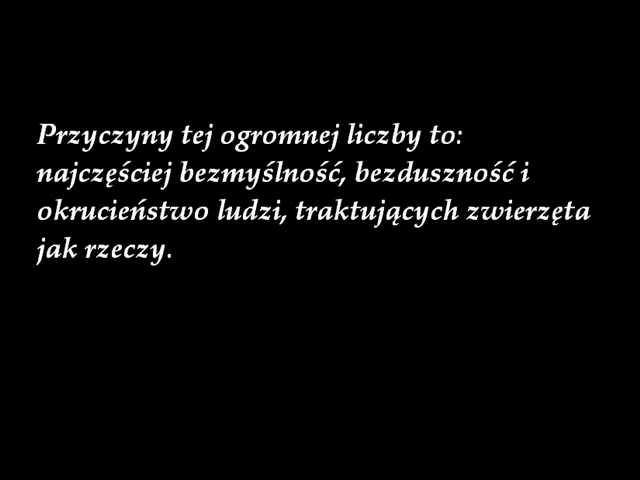 Przyczyny tej ogromnej liczby to:
najczęściej bezmyślność, bezduszność i
okrucieństwo ludzi, traktujących zwierzęta
jak rzeczy.